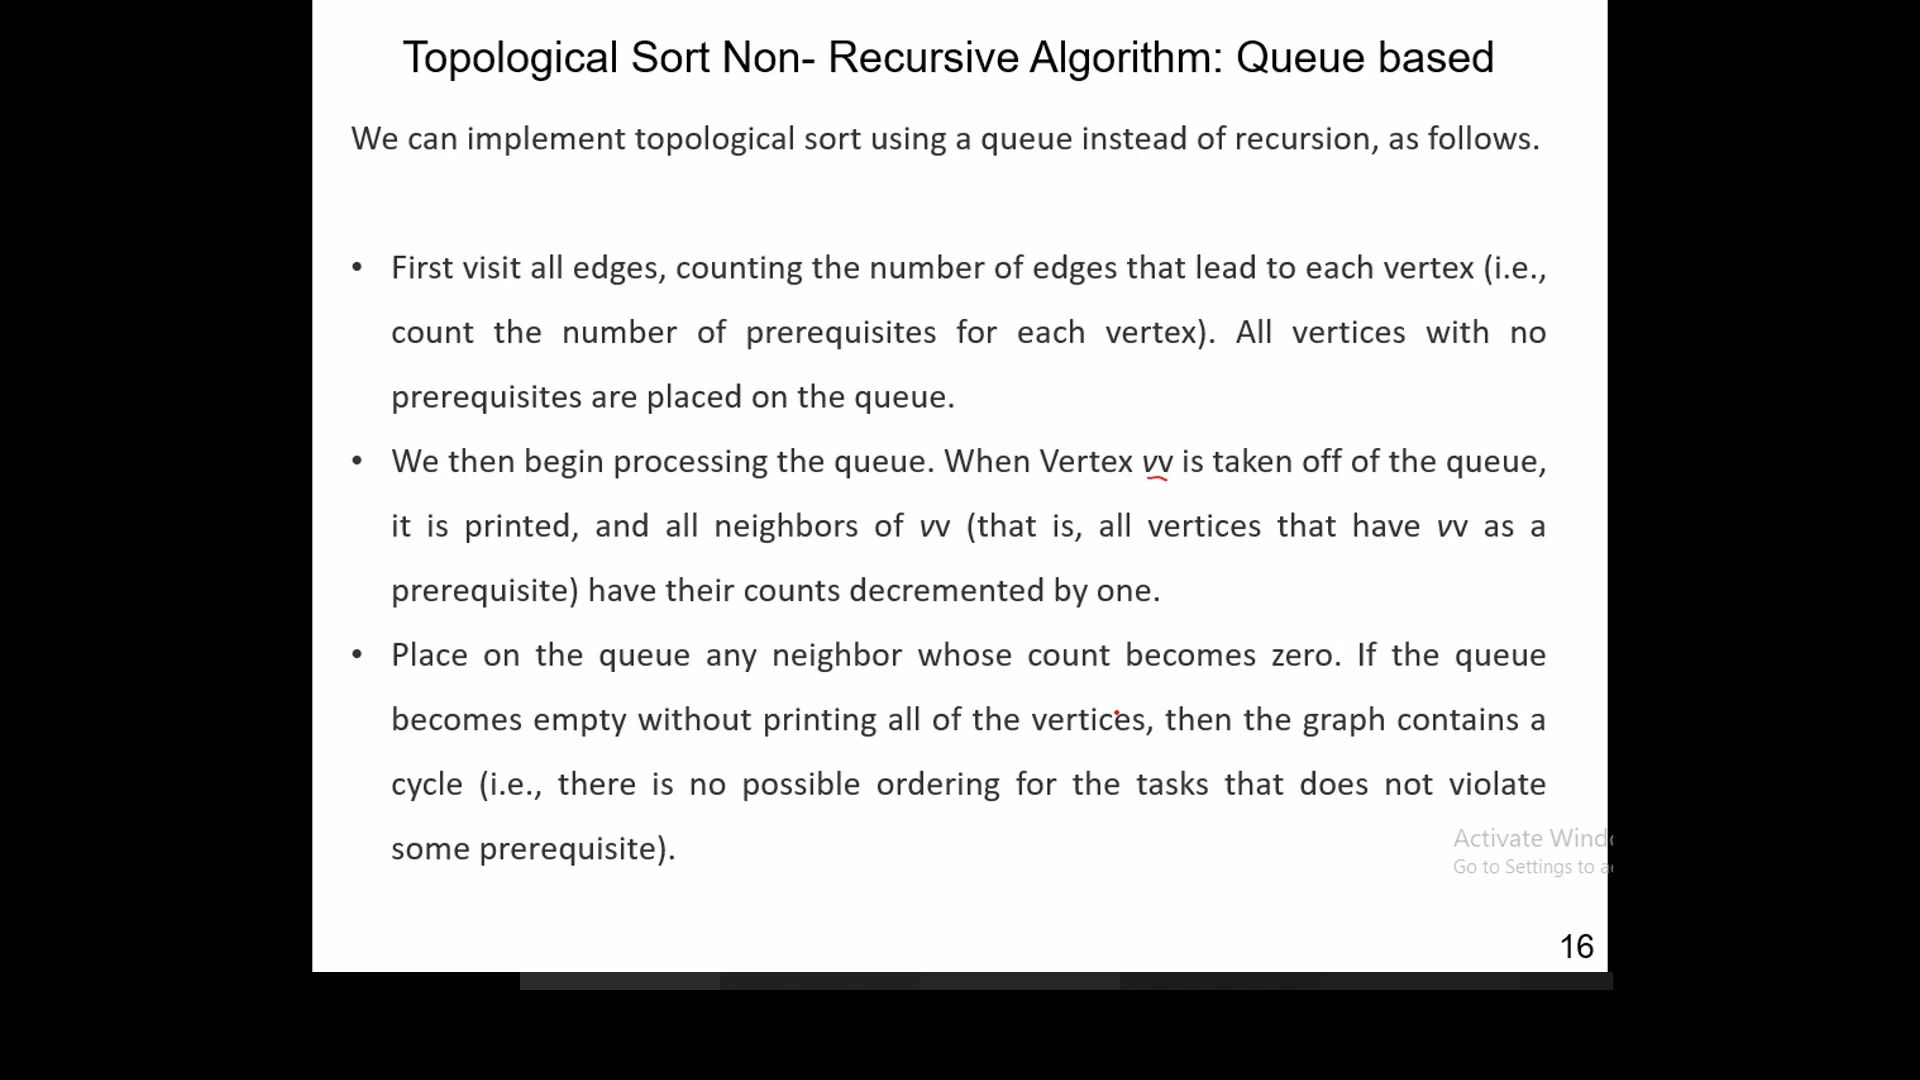 Topological Sort Non- Recursive Algorithm: Queue based
We can implement topological sort using a queue instead of recursion, as follows.
• First visit all edges, counting the number of edges that lead to each vertex (i.e.,
count the number of prerequisites for each vertex). All vertices with no
prerequisites are placed on the queue.
• We then begin processing the queue. When Vertex vv is taken off of the queue,
it is printed, and all neighbors of vv (that is, all vertices that have vv as a
prerequisite) have their counts decremented by one.
• Place on the queue any neighbor whose count becomes zero. If the queue
becomes empty without printing all of the vertices, then the graph contains a
cycle (i.e., there is no possible ordering for the tasks that does not violate
some prerequisite).
Activate
Go to Settings to
16